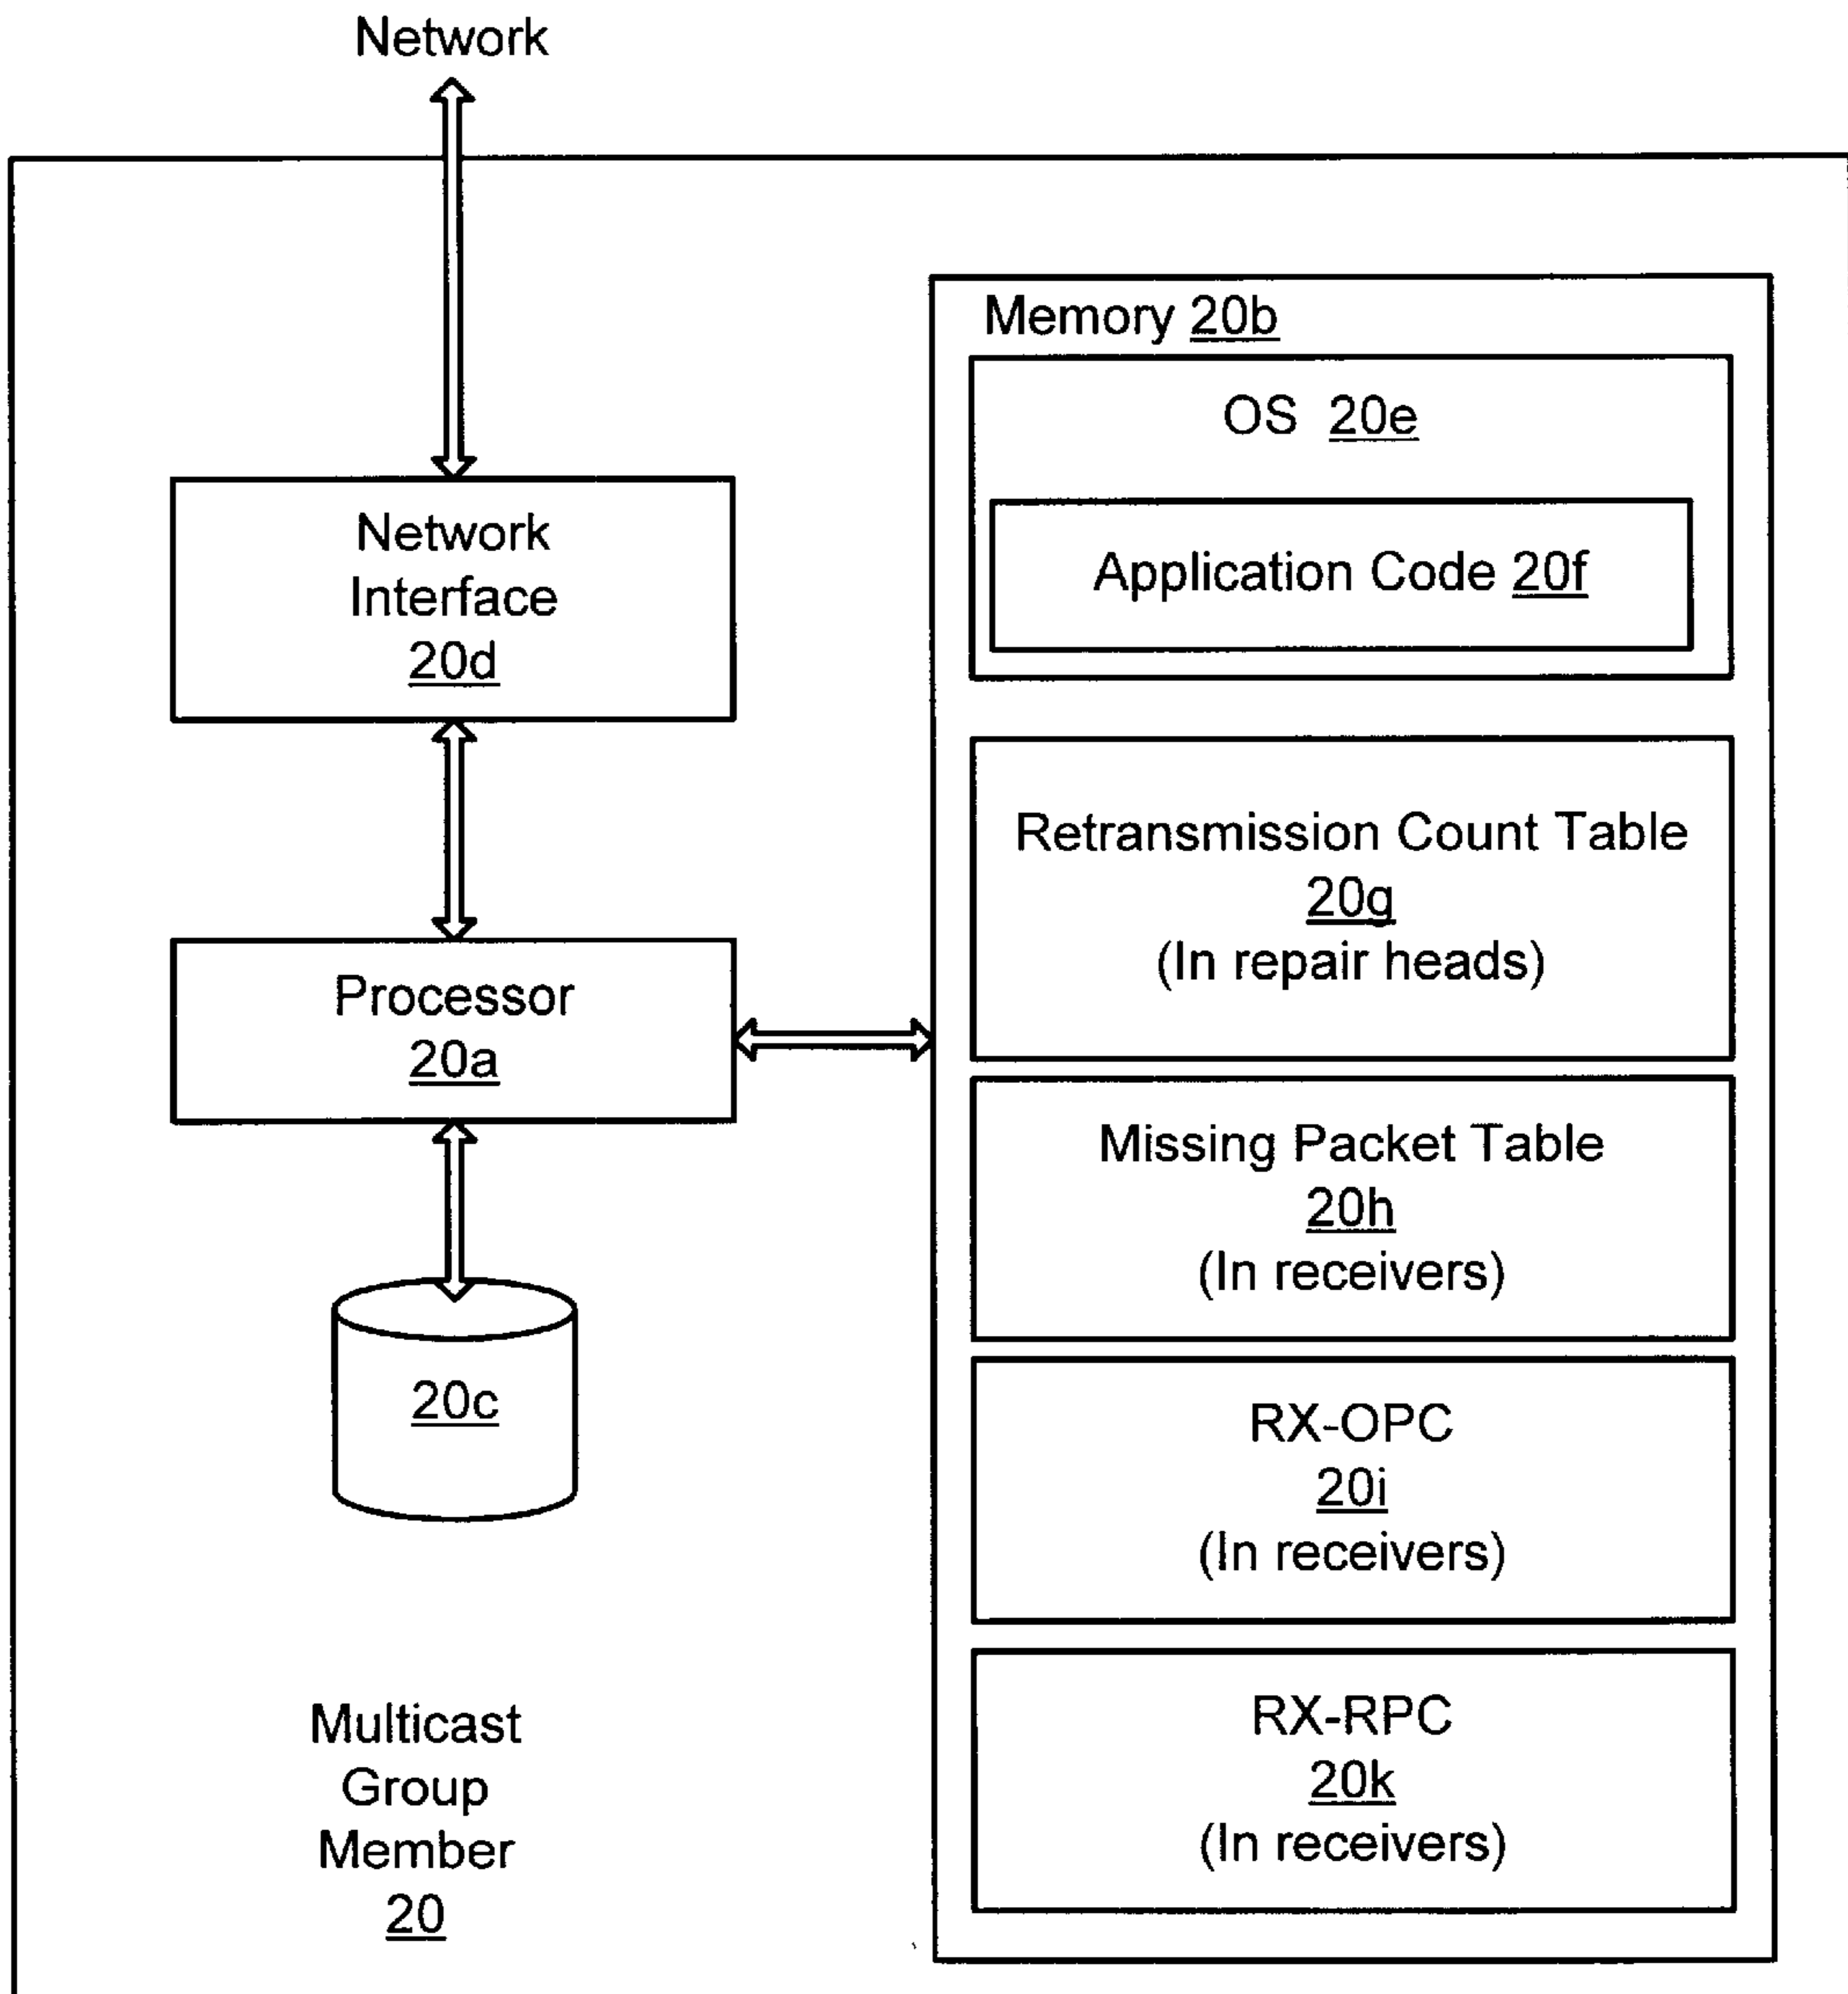 Network
Network
Interface
20d
Processor
20a
20c
Multicast
Group
Member
20
Memory 20b
OS 20e
Application Code 20f
Retransmission Count Table
20g
(In repair heads)
Missing Packet Table
20h
(In receivers)
RX-OPC
20i
(In receivers)
RX-RPC
20k
(In receivers)